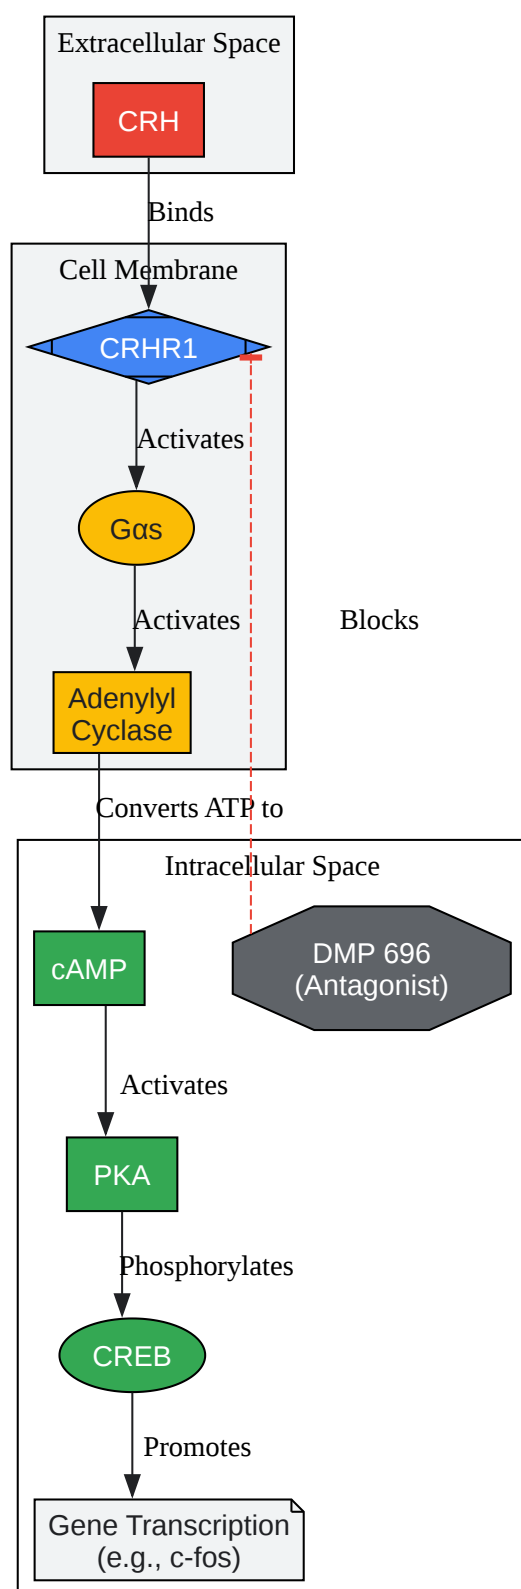 Extracellular Space
CRH
Binds
Cell Membrane
CRHR1
Activates
Gαs
Activates
Blocks
Adenylyl
Cyclase
Converts ATP to
Intracellular Space
cAMP
DMP 696
(Antagonist)
Activates
PKA
Phosphorylates
CREB
Promotes
Gene Transcription
(e.g., c-fos)